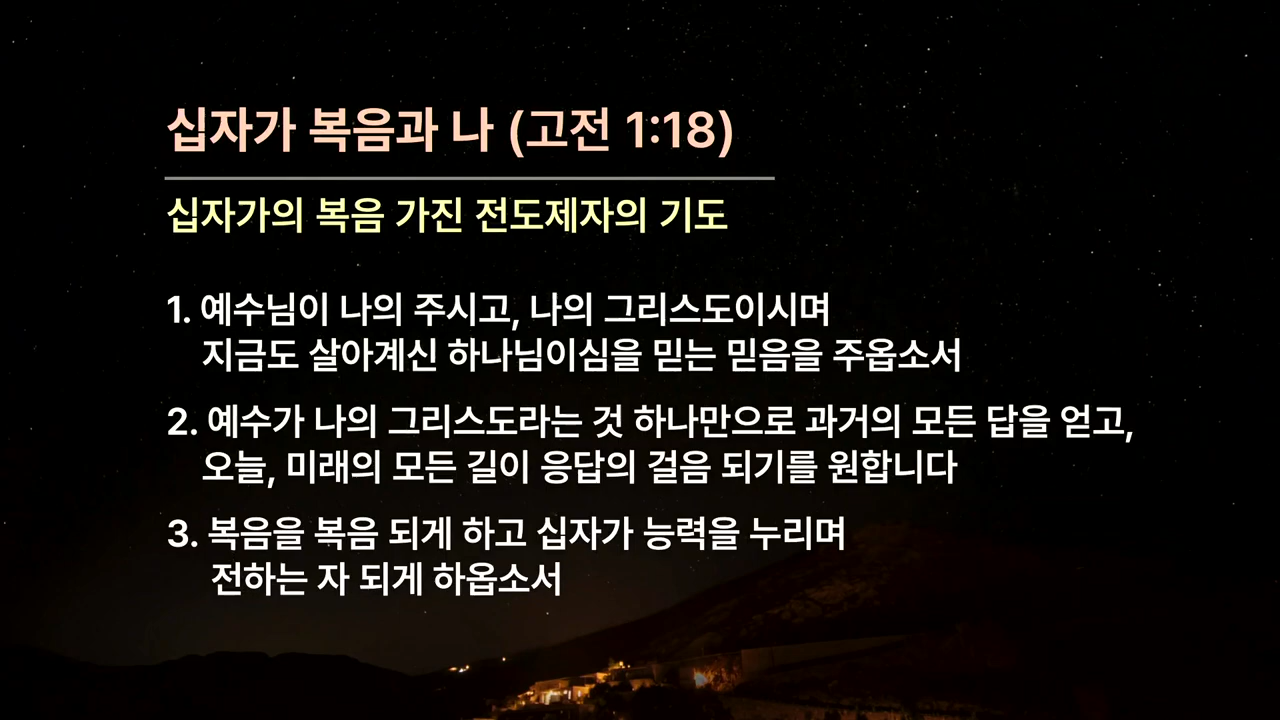 십자가 복음과 나 (고전 1:18)
십자가의 복음 가진 전도제자의 기도
1. 예수님이 나의 주시고, 나의 그리스도이시며
지금도 살아계신 하나님이심을 믿는 믿음을 주옵소서
2. 예수가 나의 그리스도라는 것 하나만으로 과거의 모든 답을 얻고,
오늘, 미래의 모든 길이 응답의 걸음 되기를 원합니다
3. 복음을 복음 되게 하고 십자가 능력을 누리며
전하는 자 되게 하옵소서